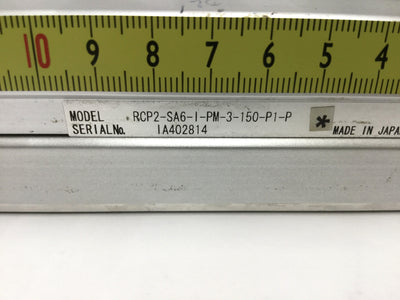 10 9 8 7 6 5 4
MODEL *RCP2-SA6-I-PM-3-150-P1-P
SERIAL No. IA402814 * MADE IN JAPAN